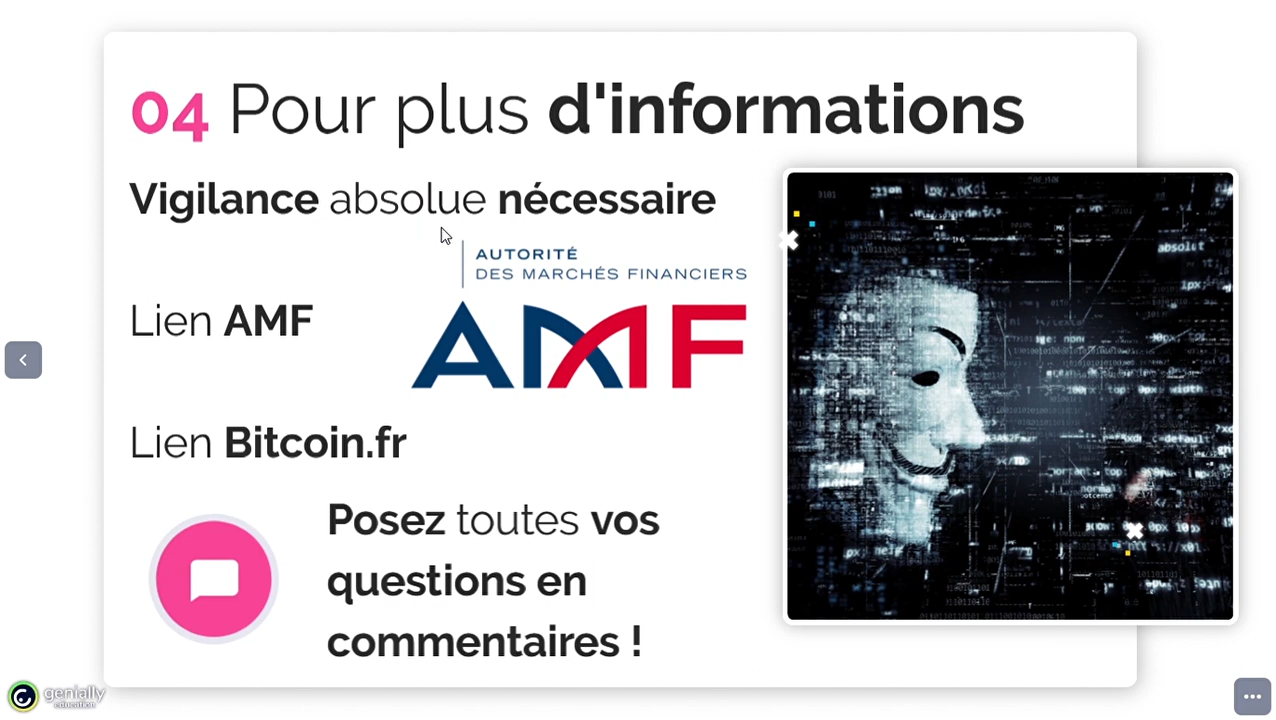 04 Pour plus d'informations
Vigilance absolue nécessaire
AUTORITÉ
DES MARCHÉS FINANCIERS
AMF
Lien AMF
Lien Bitcoin.fr
Posez toutes vos
questions en
commentaires !
genially
education